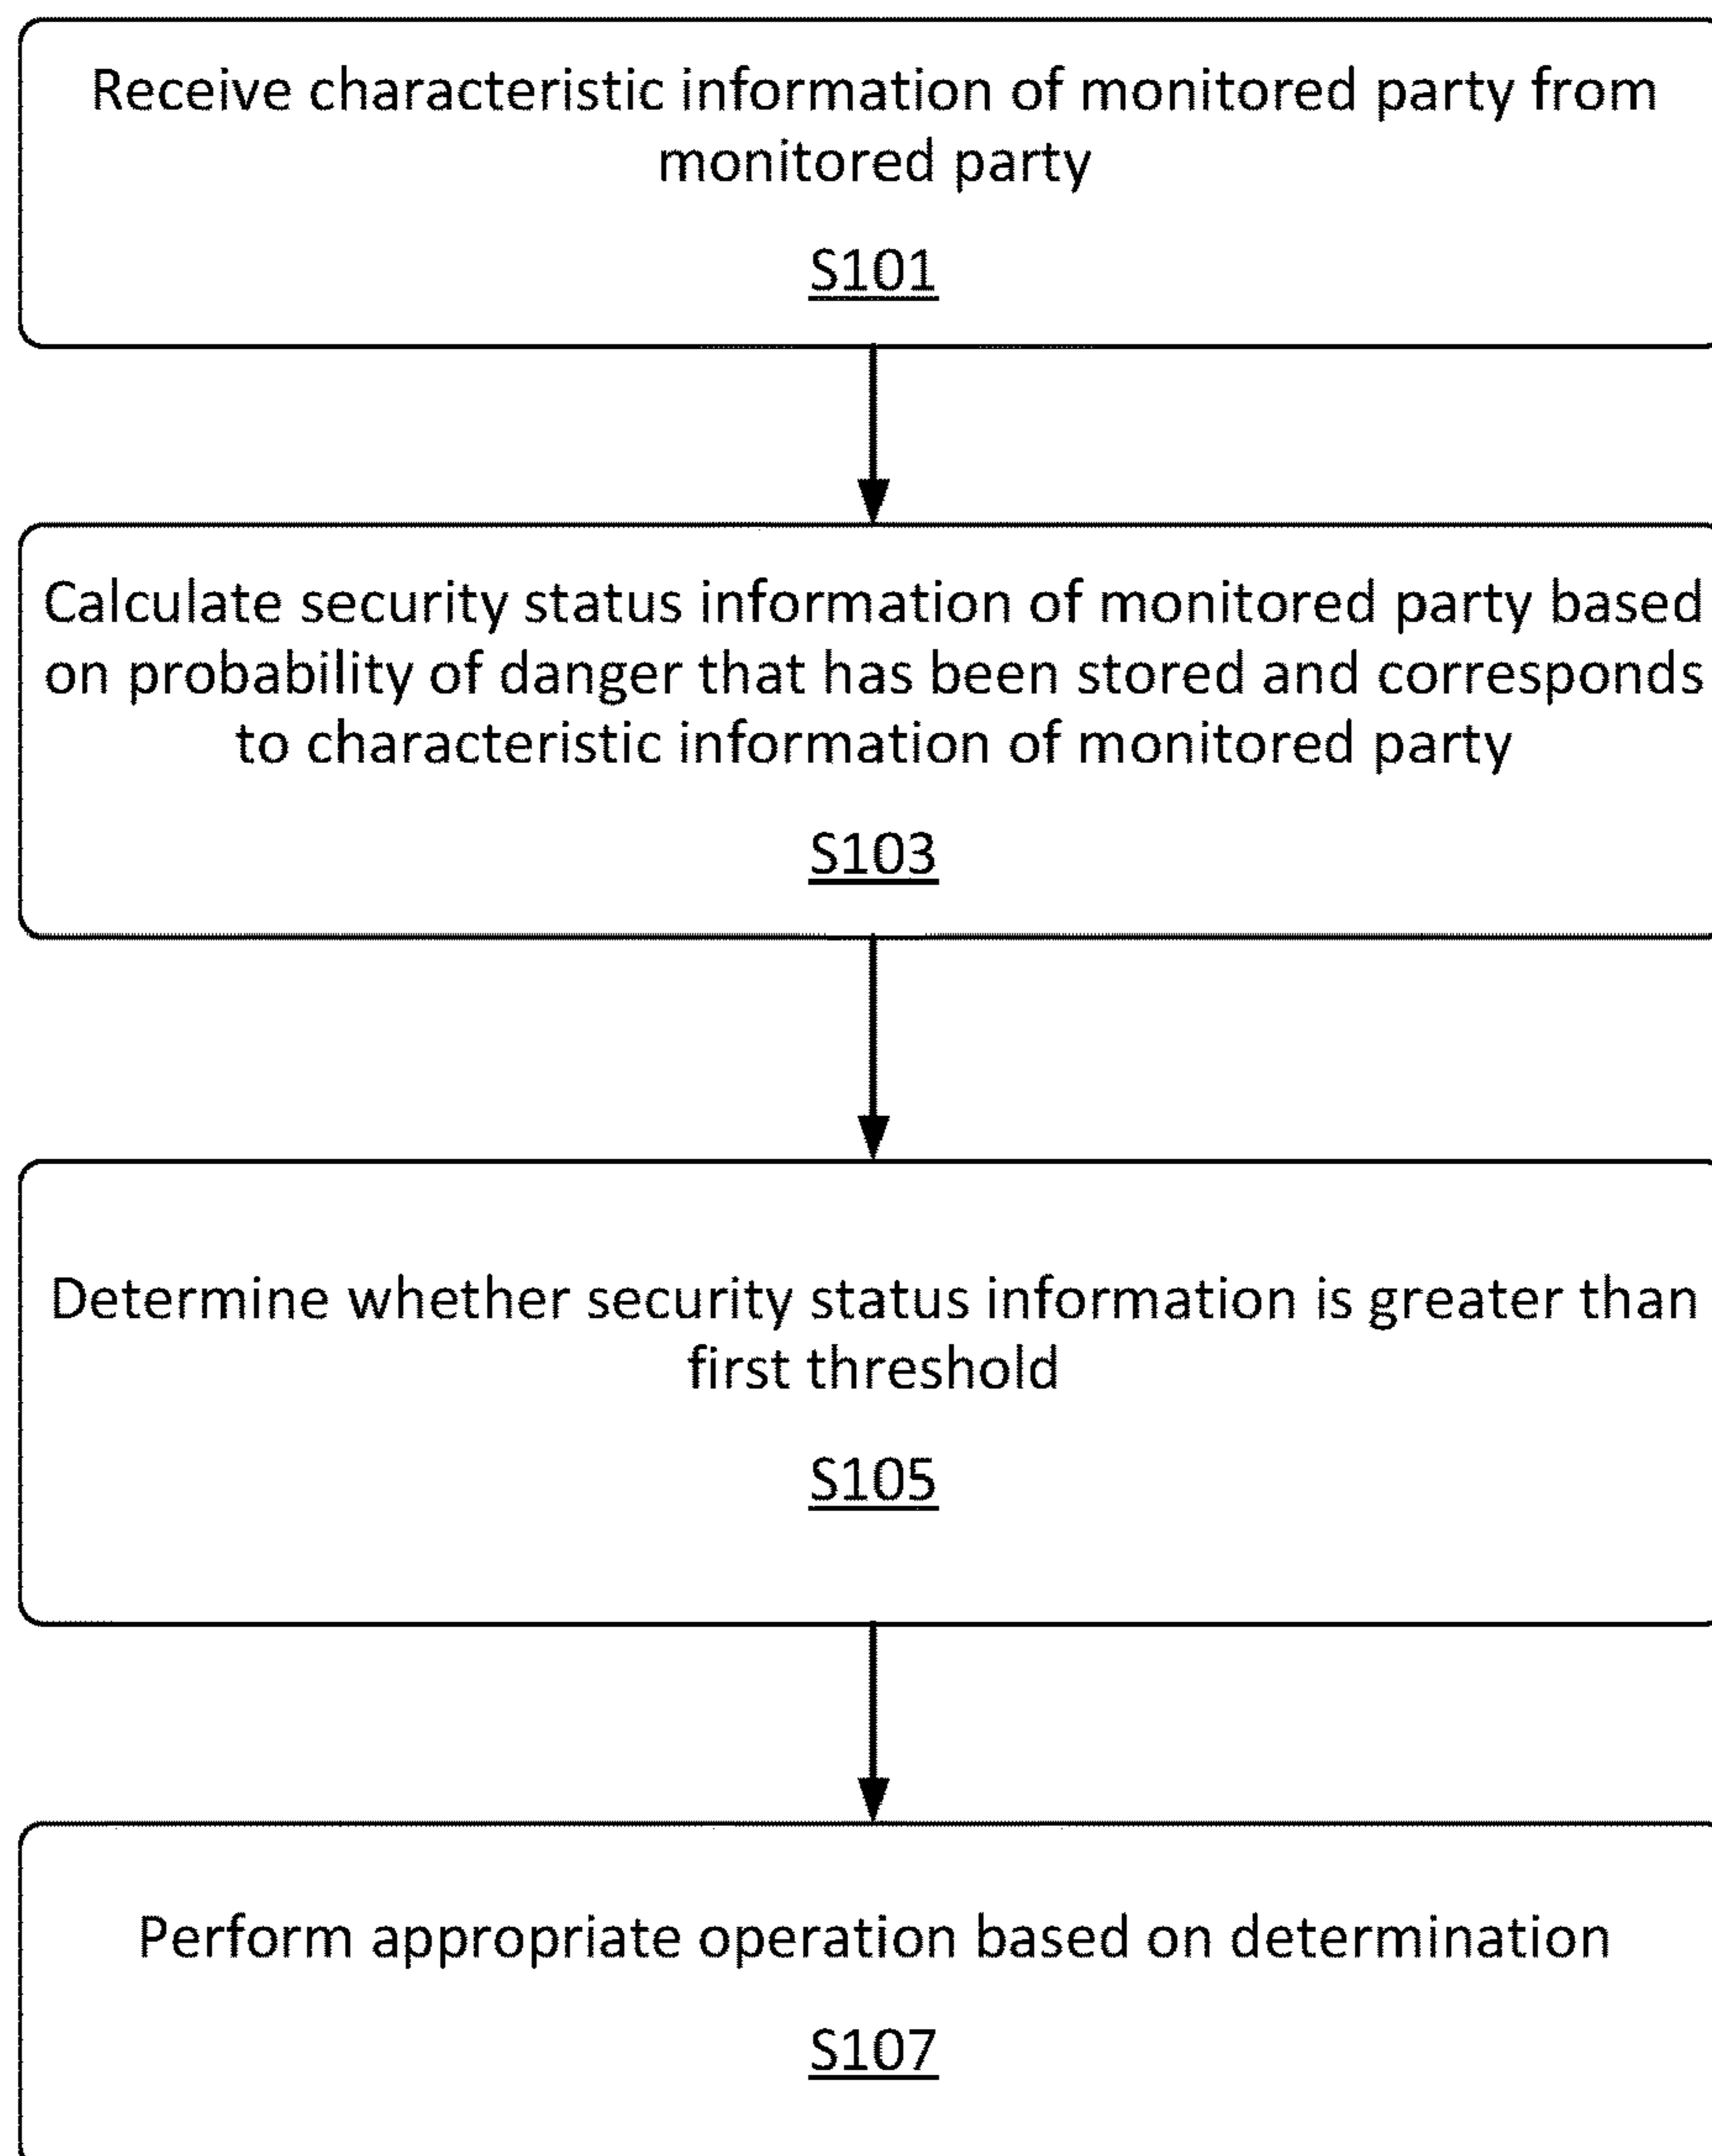 Receive characteristic information of monitored party from
monitored party
S101
Calculate security status information of monitored party based
on probability of danger that has been stored and corresponds
to characteristic information of monitored party
S103
Determine whether security status information is greater than
first threshold
S105
Perform appropriate operation based on determination
S107